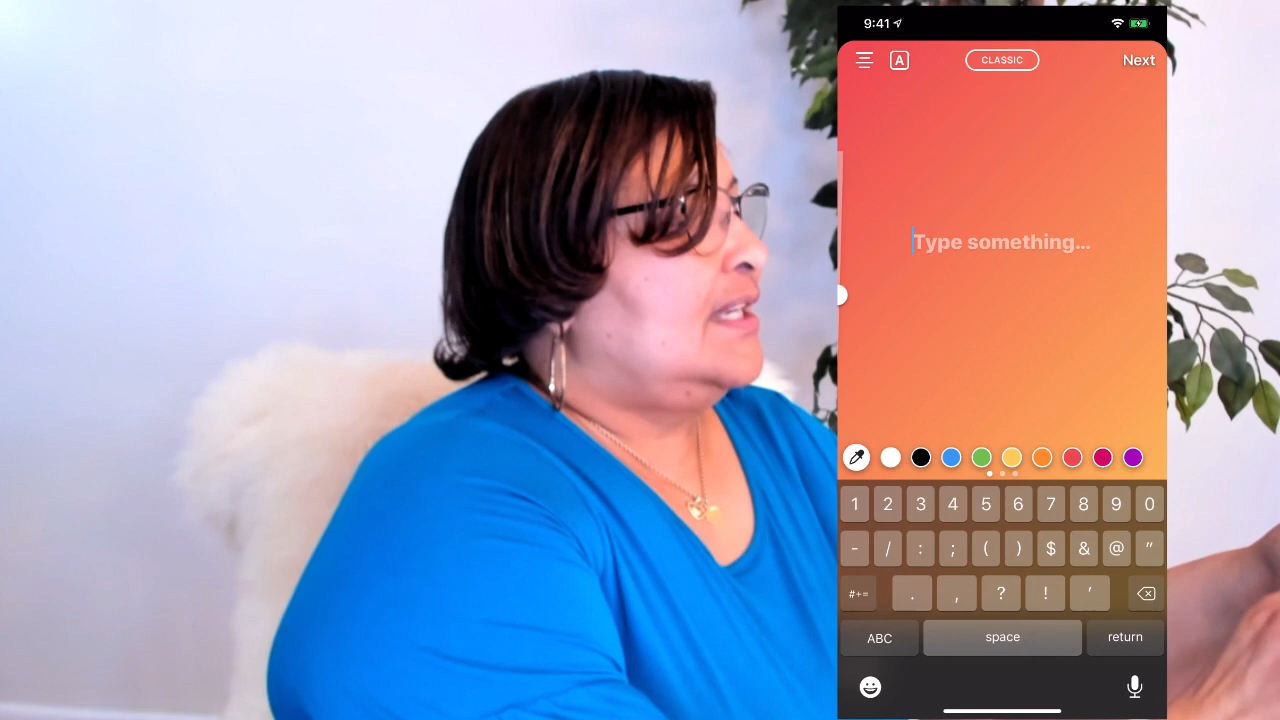 9:41
A CLASSIC Next
Type something...
1 2 3 4 5 6 7 8 9 0
- / : ; ( ) $ & @ "
#+= . , ? ! '
ABC space return